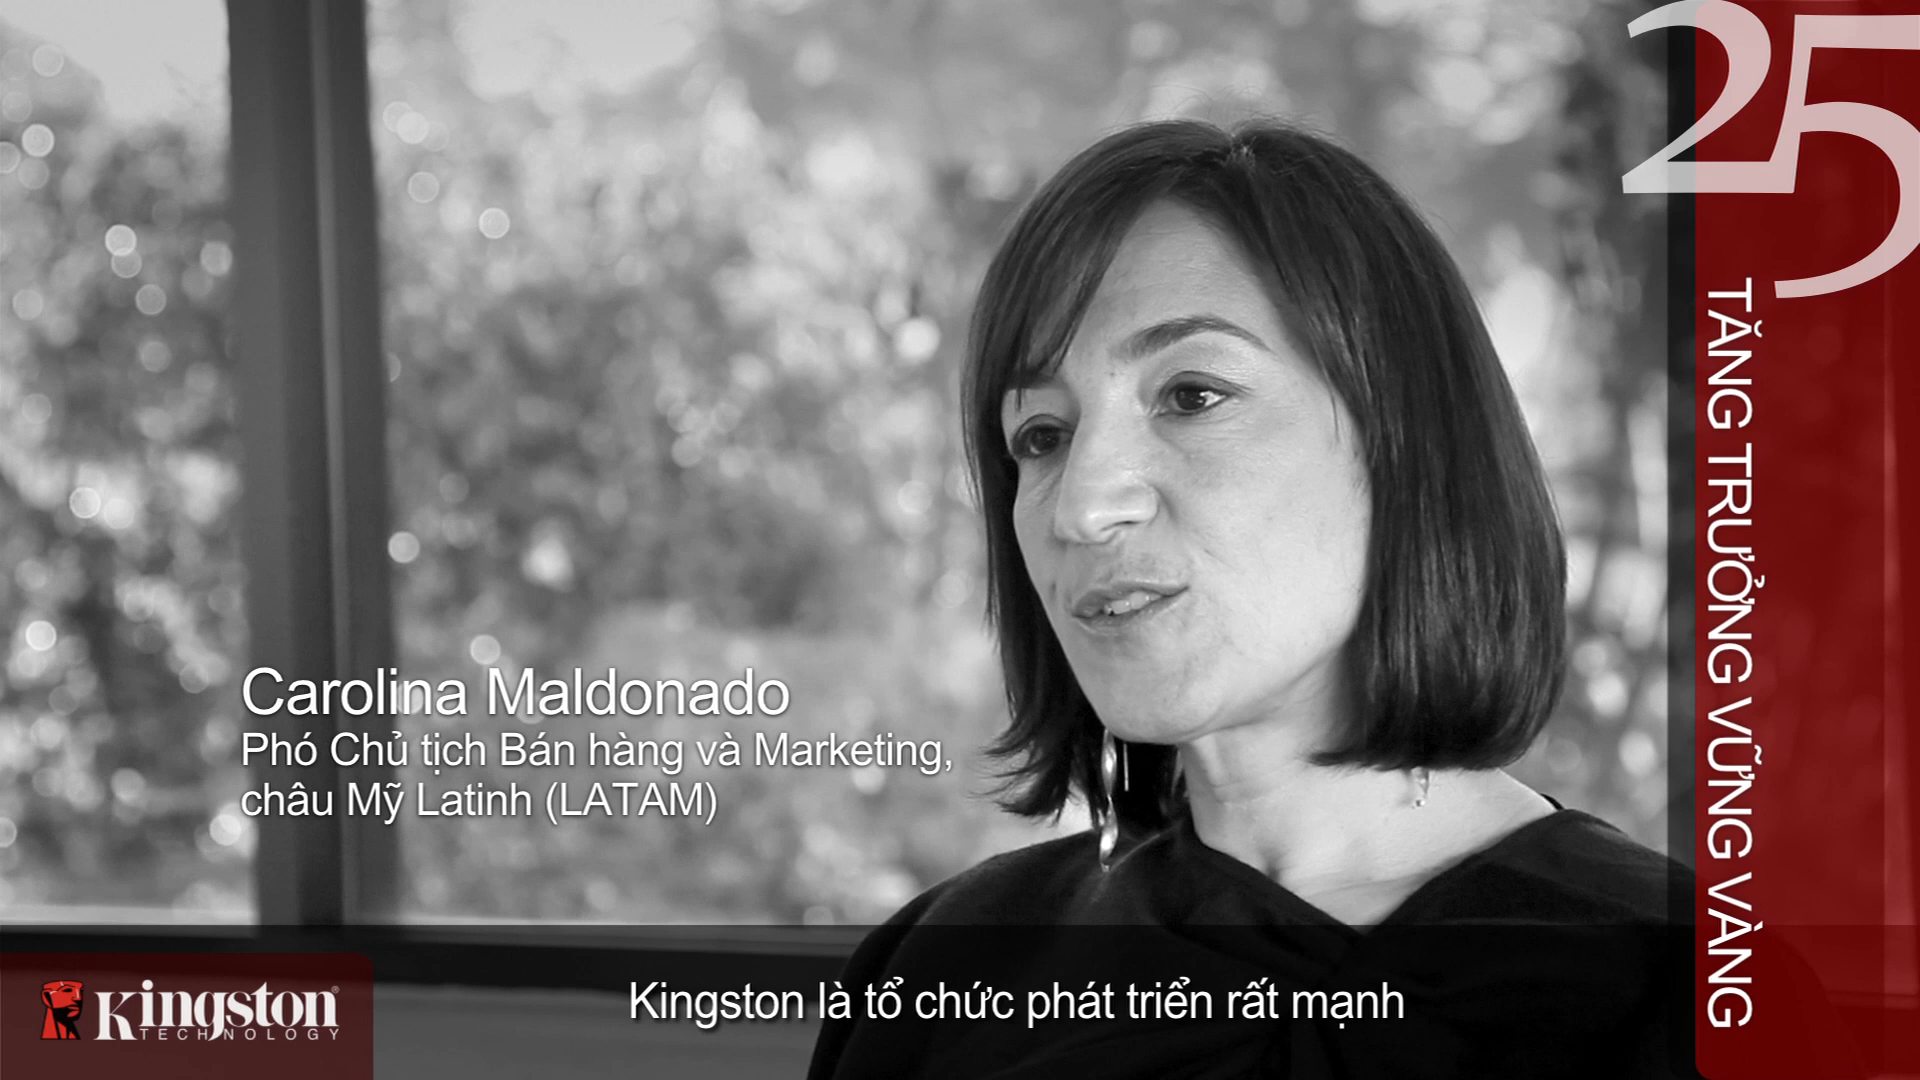 25
TĂNG TRƯỞNG VỮNG VÀNG
Carolina Maldonado
Phó Chủ tịch Bán hàng và Marketing,
châu Mỹ Latinh (LATAM)
Kingston là tổ chức phát triển rất mạnh
Kingston®
TECHNOLOGY